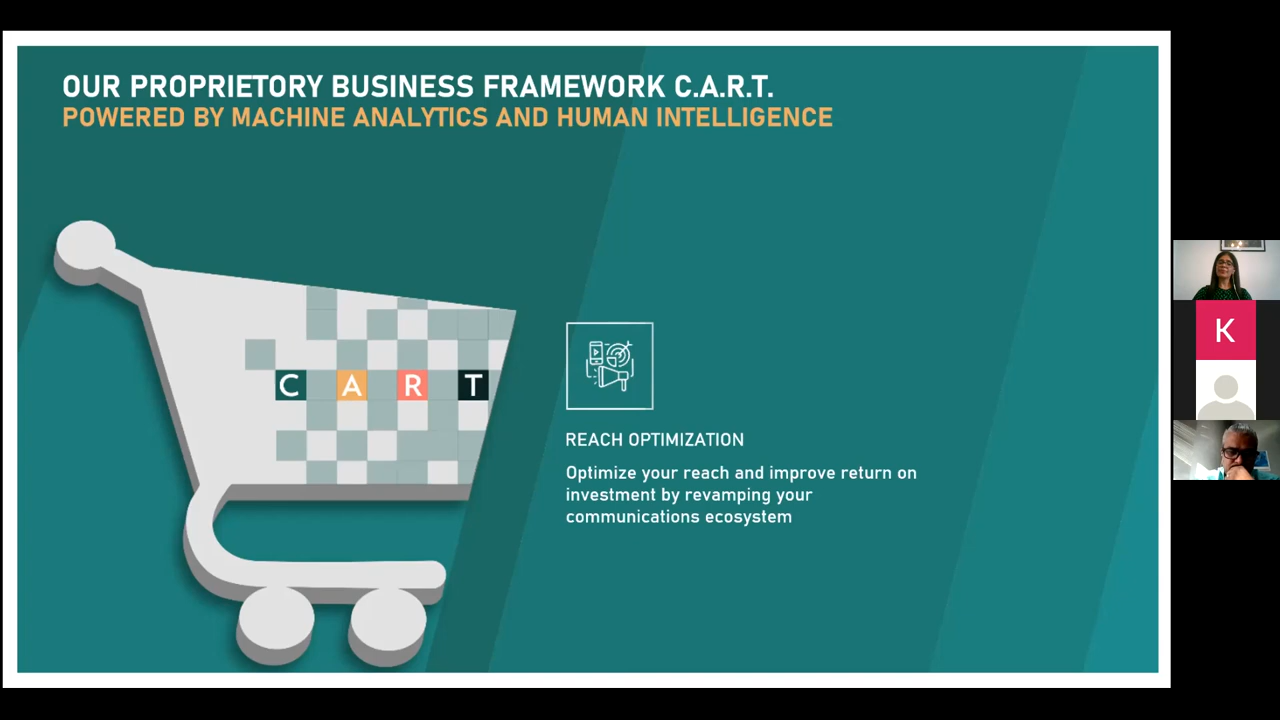 OUR PROPRIETORY BUSINESS FRAMEWORK C.A.R.T.
POWERED BY MACHINE ANALYTICS AND HUMAN INTELLIGENCE
C A R T
REACH OPTIMIZATION
Optimize your reach and improve return on
investment by revamping your
communications ecosystem
K